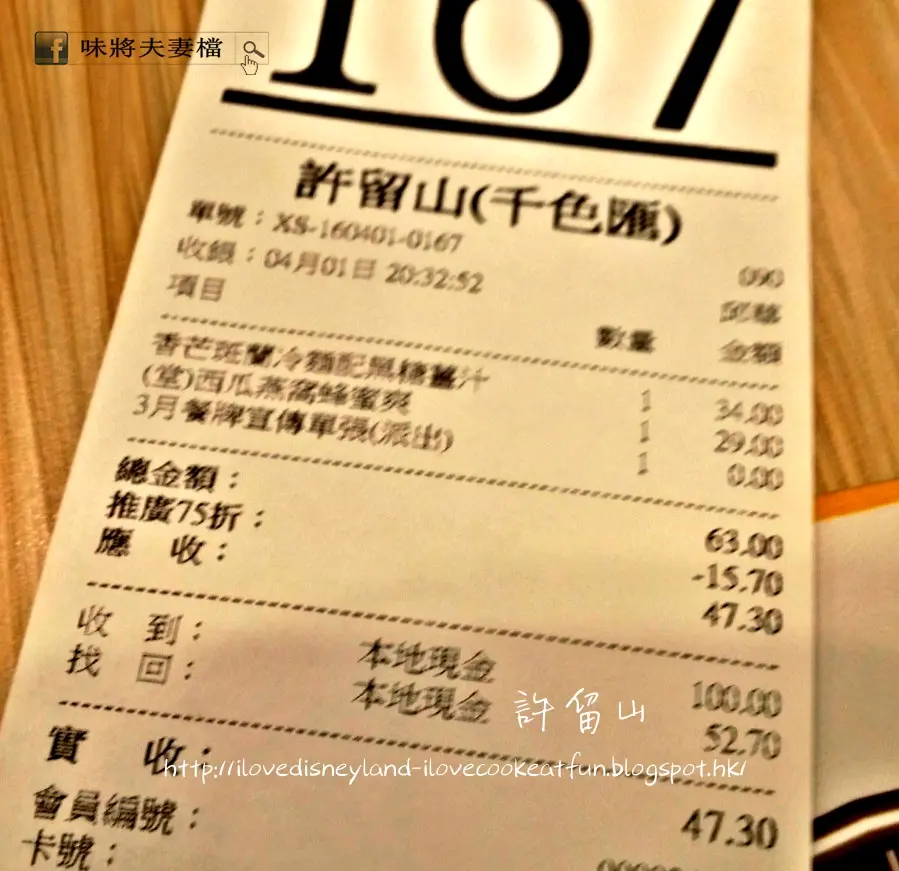 味將夫妻檔
167
許留山(千色匯)
單號：XS-160401-0167
090
收銀：04月01日 20:32:52
項目 數量 金額
香芒斑蘭冷麵配黑糖薑汁 1 34.00
(堂)西瓜燕窩蜂蜜爽 1 29.00
3月餐牌宣傳單張(派出) 1 0.00
總金額： 63.00
推廣75折： -15.70
應 收： 47.30
收 到： 本地現金 100.00
找 回： 本地現金 52.70
許留山
實 收： 47.30
http://ilovedisneyland-ilovecookeatfun.blogspot.hk/
會員編號：
卡號：